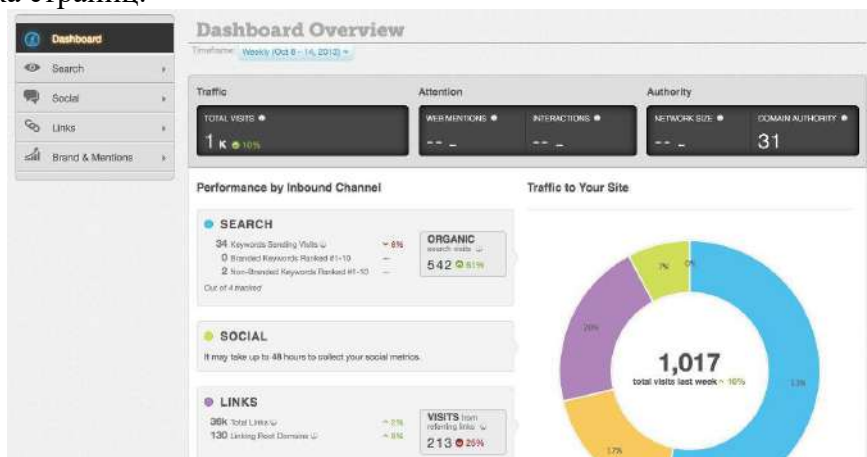 страниц.
Dashboard
Search
Social
Links
Brand & Mentions
Dashboard Overview
Timeframe: Weekly (Oct 8 - 14, 2012)
Traffic
TOTAL VISITS
1 K 10%
Attention
WEB MENTIONS
-- -
INTERACTIONS
-- -
Authority
NETWORK SIZE
-- -
DOMAIN AUTHORITY
31
Performance by Inbound Channel
SEARCH
34 Keywords Sending Visits 6%
0 Branded Keywords Ranked #1-10 --
2 Non-Branded Keywords Ranked #1-10 --
Out of 4 tracked
ORGANIC
search visits
542 61%
SOCIAL
It may take up to 48 hours to collect your social metrics.
LINKS
36k Total Links 2%
130 Linking Root Domains
VISITS from
referring links
213 25%
Traffic to Your Site
7%
0%
20%
17%
1,017
total visits last week 10%